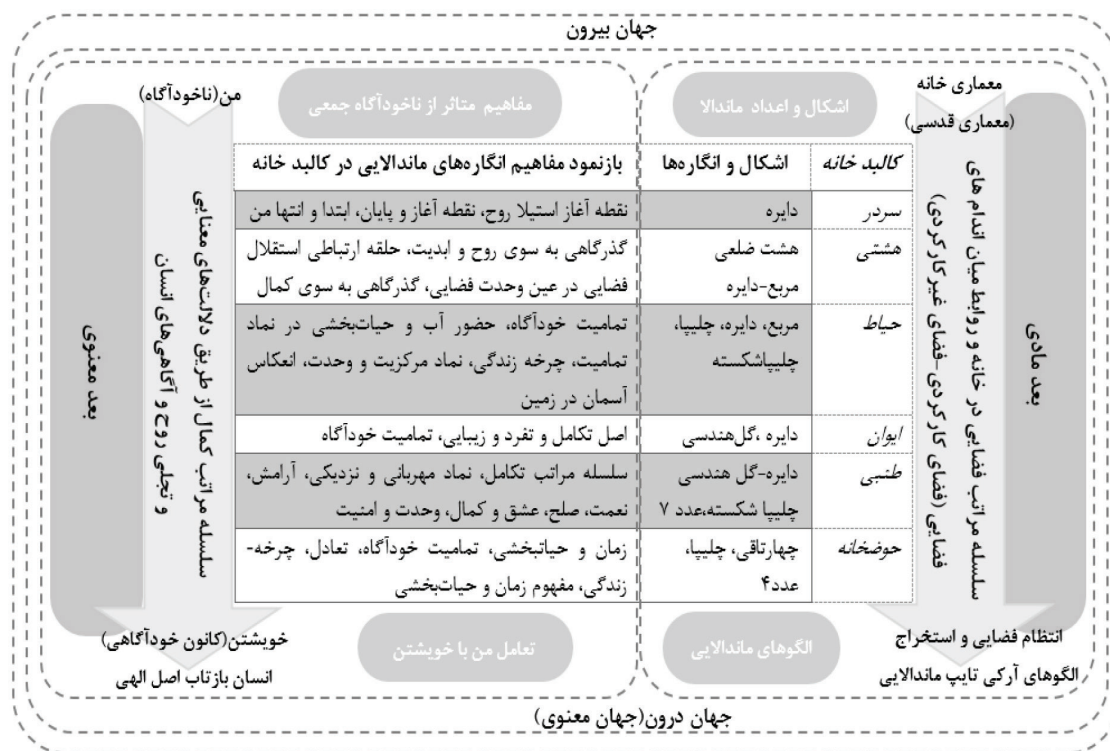 جهان بیرون
معماری خانه
(معماری قدسی)
اشکال و اعداد ماندالا
مفاهیم متاثر از ناخودآگاه جمعی
من(ناخودآگاه)
بعد مادی
سلسله مراتب فضایی در خانه و روابط میان اندام های
فضایی (فضای کارکردی-فضای غیرکارکردی)
کالبد خانه
اشکال و انگاره‌ها
بازنمود مفاهیم انگاره‌های ماندالایی در کالبد خانه
سردر
دایره
نقطه آغاز استیلا روح، نقطه آغاز و پایان، ابتدا و انتها من
هشتی
هشت ضلعی
مربع-دایره
گذرگاهی به سوی روح و ابدیت، حلقه ارتباطی استقلال
فضایی در عین وحدت فضایی، گذرگاهی به سوی کمال
حیاط
مربع، دایره، چلیپا،
چلیپاشکسته
تمامیت خودآگاه، حضور آب و حیات‌بخشی در نماد
تمامیت، چرخه زندگی، نماد مرکزیت و وحدت، انعکاس
آسمان در زمین
ایوان
دایره ،گل‌هندسی
اصل تکامل و تفرد و زیبایی، تمامیت خودآگاه
طنبی
دایره-گل هندسی
چلیپا شکسته،عدد ۷
سلسله مراتب تکامل، نماد مهربانی و نزدیکی، آرامش،
نعمت، صلح، عشق و کمال، وحدت و امنیت
حوضخانه
چهارتاقی، چلیپا،
عدد۴
زمان و حیاتبخشی، تمامیت خودآگاه، تعادل، چرخه-
زندگی، مفهوم زمان و حیات‌بخشی
سلسله مراتب کمال از طریق دلالت‌های معنایی
و تجلی روح و آگاهی‌های انسان
بعد معنوی
انتظام فضایی و استخراج
الگوهای آرکی تایپ ماندالایی
الگوهای ماندالایی
تعامل من با خویشتن
خویشتن(کانون خودآگاهی)
انسان بازتاب اصل الهی
جهان درون(جهان معنوی)